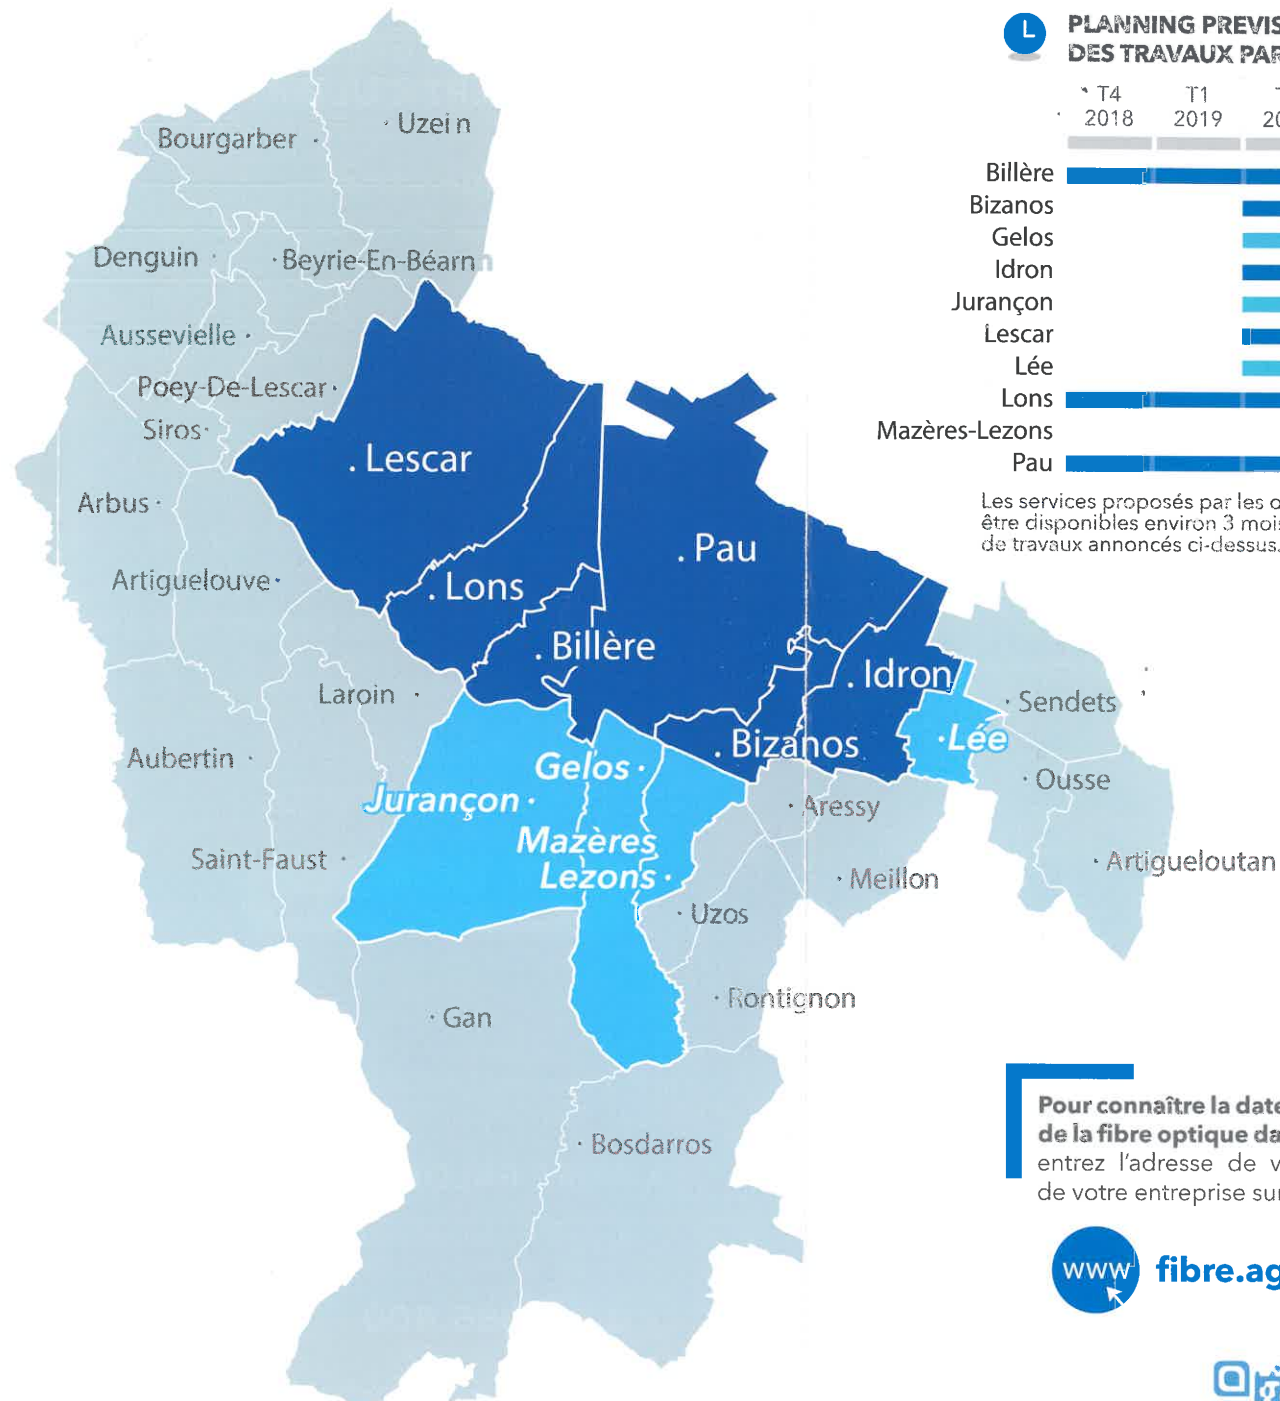 PLANNING PREVIS
DES TRAVAUX PAR
T4 T1
2018 2019 20
Billère
Bizanos
Gelos
Idron
Jurançon
Lescar
Lée
Lons
Mazères-Lezons
Pau
Les services proposés par les o
être disponibles environ 3 mois
de travaux annoncés ci-dessus.
Uzein
Bourgarber
Denguin
Beyrie-En-Béarn
Aussevielle
Poey-De-Lescar
Siros
Lescar
Arbus
Pau
Artiguelouve
Lons
Billère
Idron
Laroin
Sendets
Bizanos
Lée
Aubertin
Gelos
Ousse
Jurançon
Aressy
Mazères
Lezons
Saint-Faust
Artigueloutan
Meillon
Uzos
Rontignon
Gan
Bosdarros
Pour connaître la date
de la fibre optique da
entrez l'adresse de v
de votre entreprise sur
www fibre.ag